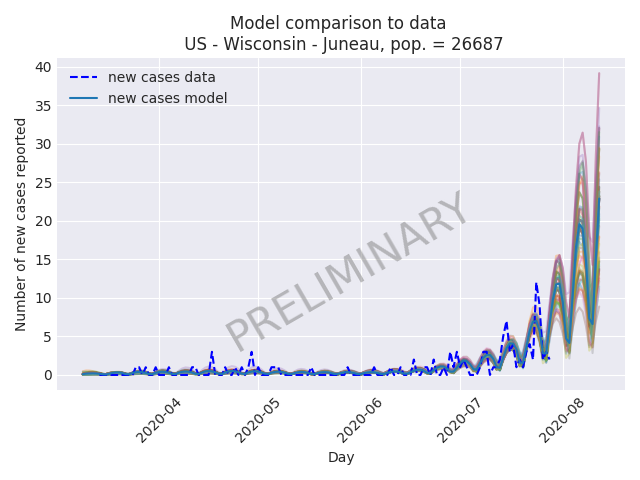 Model comparison to data
US - Wisconsin - Juneau, pop. = 26687
40
35
30
25
20
15
10
5
0
Number of new cases reported
new cases data
new cases model
PRELIMINARY
2020-04
2020-05
2020-06
2020-07
2020-08
Day